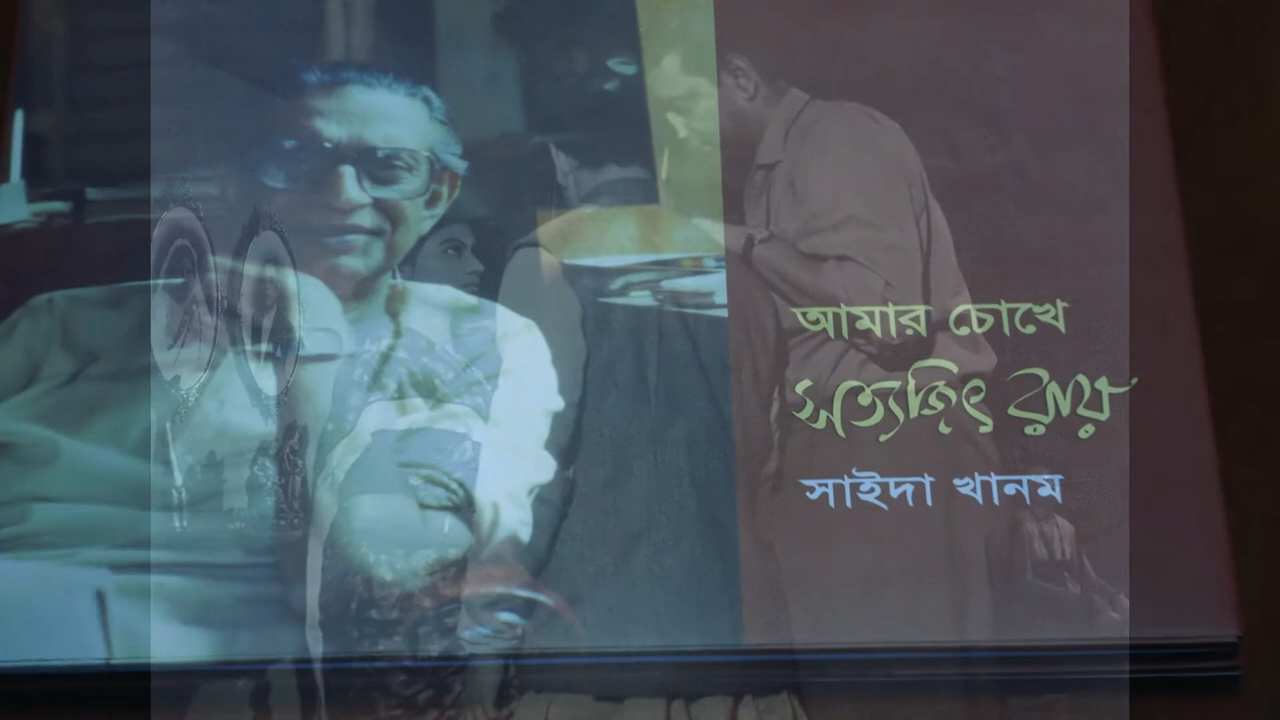 আমার চোখে
সত্যজিৎ রায়
সাইদা খানম